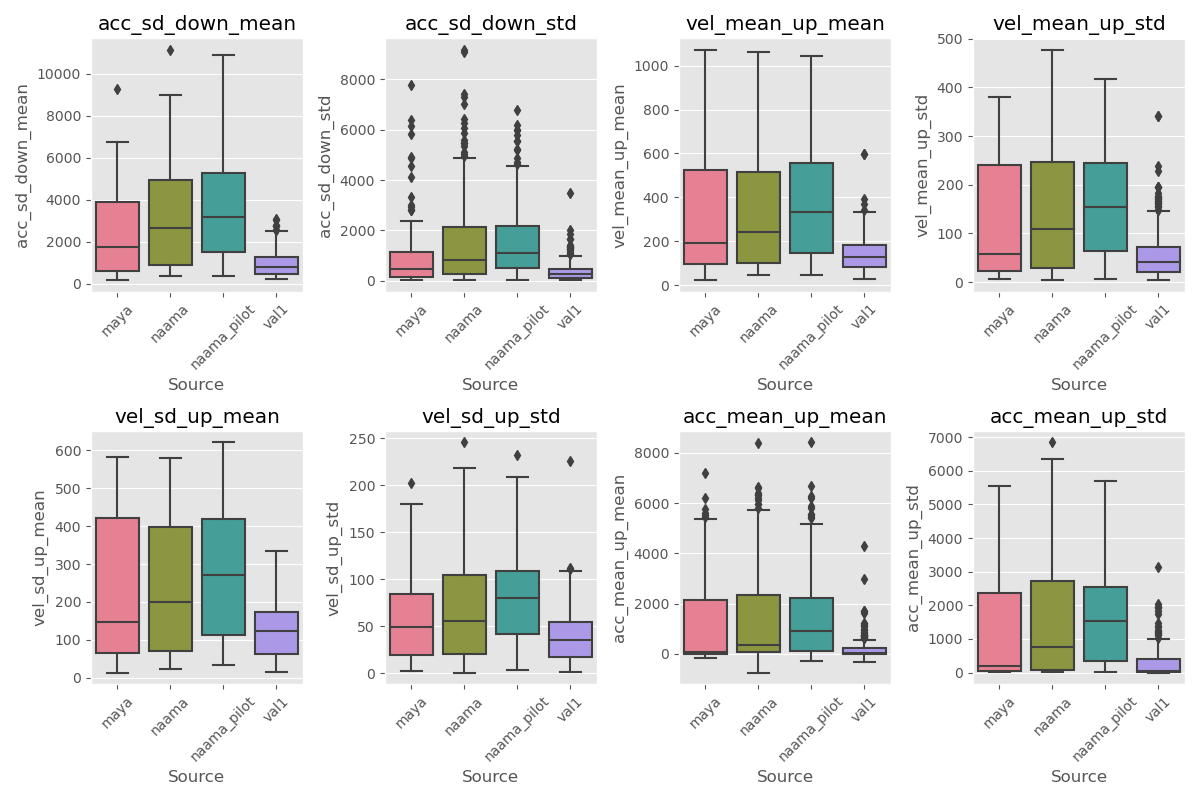 acc_sd_down_mean
acc_sd_down_mean
10000
8000
6000
4000
2000
0
maya
naama
naama_pilot
val1
Source
acc_sd_down_std
acc_sd_down_std
8000
6000
4000
2000
0
maya
naama
naama_pilot
val1
Source
vel_mean_up_mean
vel_mean_up_mean
1000
800
600
400
200
0
maya
naama
naama_pilot
val1
Source
vel_mean_up_std
vel_mean_up_std
500
400
300
200
100
0
maya
naama
naama_pilot
val1
Source
vel_sd_up_mean
vel_sd_up_mean
600
500
400
300
200
100
0
maya
naama
naama_pilot
val1
Source
vel_sd_up_std
vel_sd_up_std
250
200
150
100
50
0
maya
naama
naama_pilot
val1
Source
acc_mean_up_mean
acc_mean_up_mean
8000
6000
4000
2000
0
maya
naama
naama_pilot
val1
Source
acc_mean_up_std
acc_mean_up_std
7000
6000
5000
4000
3000
2000
1000
0
maya
naama
naama_pilot
val1
Source